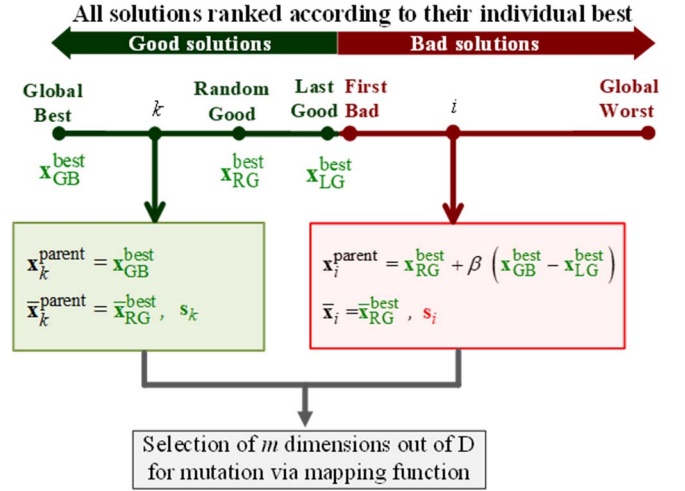 All solutions ranked according to their individual best
Good solutions Bad solutions
Global Best
k
Random Good
Last Good
First Bad
i
Global Worst
x_GB^best x_RG^best x_LG^best
x_k^parent = x_GB^best
x̄_k^parent = x̄_RG^best , s_k
x_i^parent = x_RG^best + β (x_GB^best − x_LG^best)
x̄_i = x̄_RG^best , s_i
Selection of m dimensions out of D
for mutation via mapping function